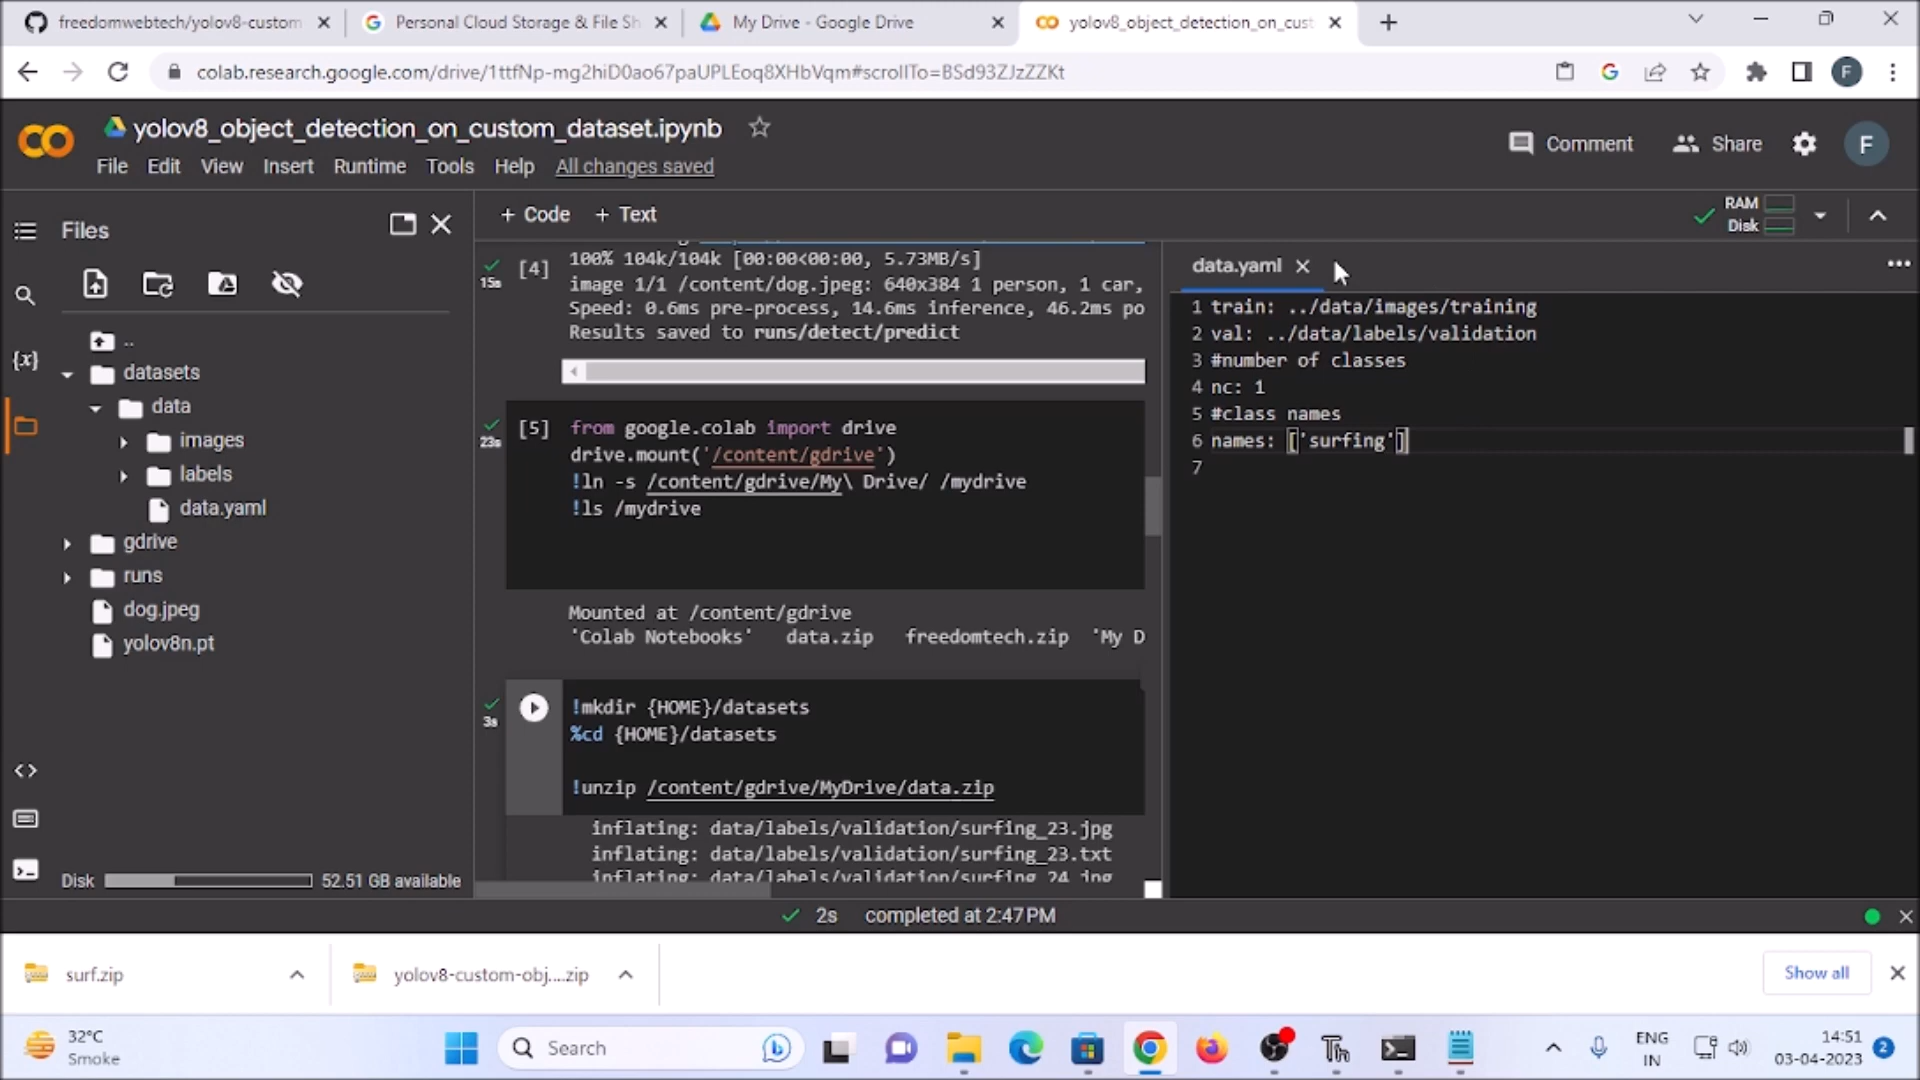 freedomwebtech/yolov8-custom
Personal Cloud Storage & File Sh
My Drive - Google Drive
yolov8_object_detection_on_cust
colab.research.google.com/drive/1ttfNp-mg2hiD0ao67paUPLEoq8XHbVqm#scrollTo=BSd93ZJzZZKt
F
yolov8_object_detection_on_custom_dataset.ipynb
Comment
Share
F
File Edit View Insert Runtime Tools Help All changes saved
Files
+ Code + Text
RAM
Disk
..
datasets
data
images
labels
data.yaml
gdrive
runs
dog.jpeg
yolov8n.pt
{x}
Disk 52.51 GB available
15s
[4]
100% 104k/104k [00:00<00:00, 5.73MB/s]
image 1/1 /content/dog.jpeg: 640x384 1 person, 1 car,
Speed: 0.6ms pre-process, 14.6ms inference, 46.2ms po
Results saved to runs/detect/predict
23s
[5]
from google.colab import drive
drive.mount('/content/gdrive')
!ln -s /content/gdrive/My\ Drive/ /mydrive
!ls /mydrive
Mounted at /content/gdrive
'Colab Notebooks' data.zip freedomtech.zip 'My D
3s
!mkdir {HOME}/datasets
%cd {HOME}/datasets
!unzip /content/gdrive/MyDrive/data.zip
inflating: data/labels/validation/surfing_23.jpg
inflating: data/labels/validation/surfing_23.txt
inflating: data/labels/validation/surfing_24.jpg
data.yaml
1 train: ../data/images/training
2 val: ../data/labels/validation
3 #number of classes
4 nc: 1
5 #class names
6 names: ['surfing']
7
2s completed at 2:47 PM
surf.zip
yolov8-custom-obj....zip
Show all
32°C
Smoke
Search
ENG
IN
14:51
03-04-2023
2